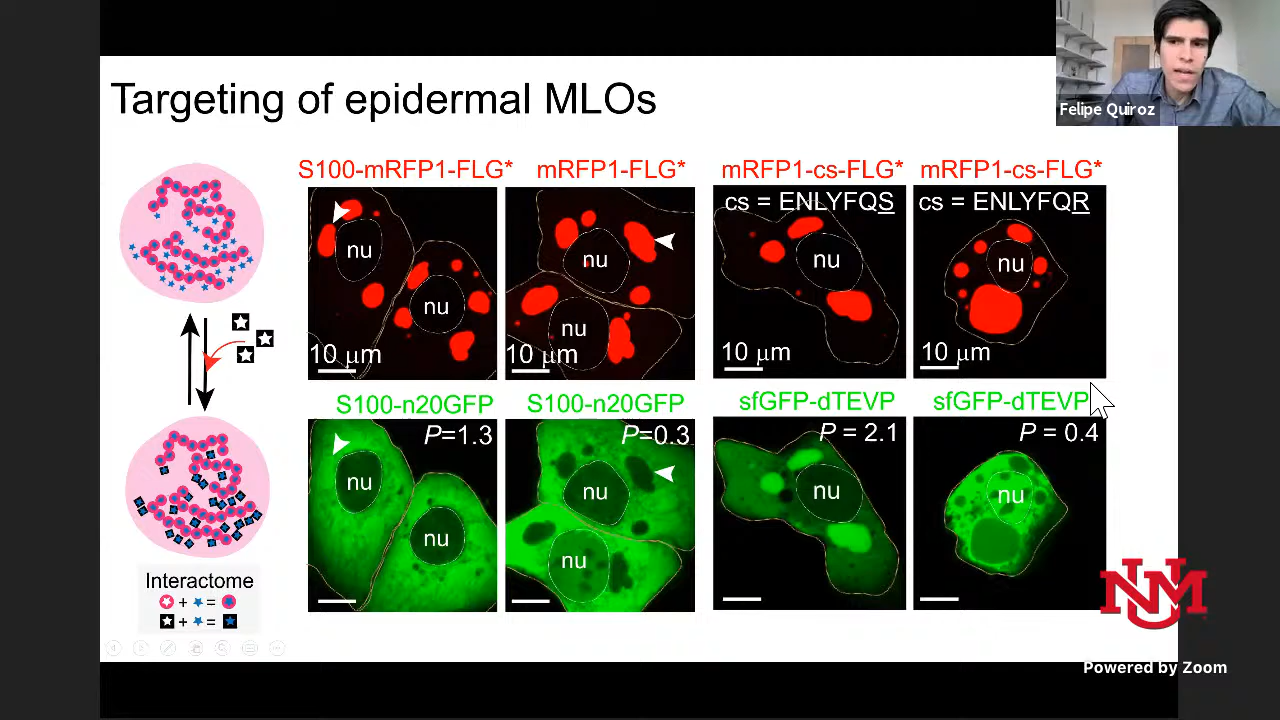 Targeting of epidermal MLOs
Felipe Quiroz
S100-mRFP1-FLG*
mRFP1-FLG*
mRFP1-cs-FLG*
mRFP1-cs-FLG*
cs = ENLYFQS
cs = ENLYFQR
nu
nu
nu
nu
nu
nu
10 μm
10 μm
10 μm
10 μm
S100-n20GFP
S100-n20GFP
sfGFP-dTEVP
sfGFP-dTEVP
P=1.3
P=0.3
P = 2.1
P = 0.4
nu
nu
nu
nu
nu
nu
Interactome
+ =
+ =
UNM
Powered by Zoom